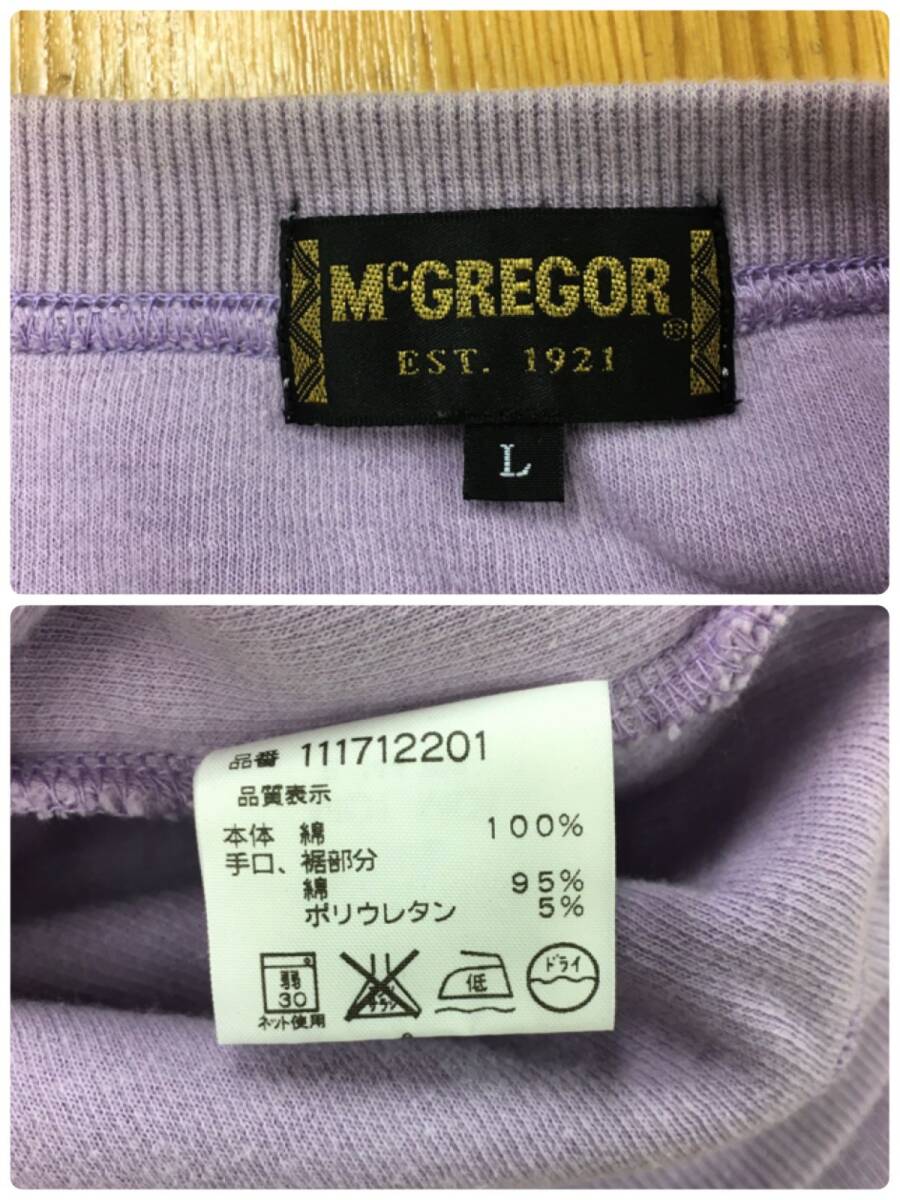 McGREGOR®
EST. 1921
L
品番 111712201
品質表示
本体 綿 100%
手口、裾部分
綿 95%
ポリウレタン 5%
弱 低 ドライ
30
ネット使用